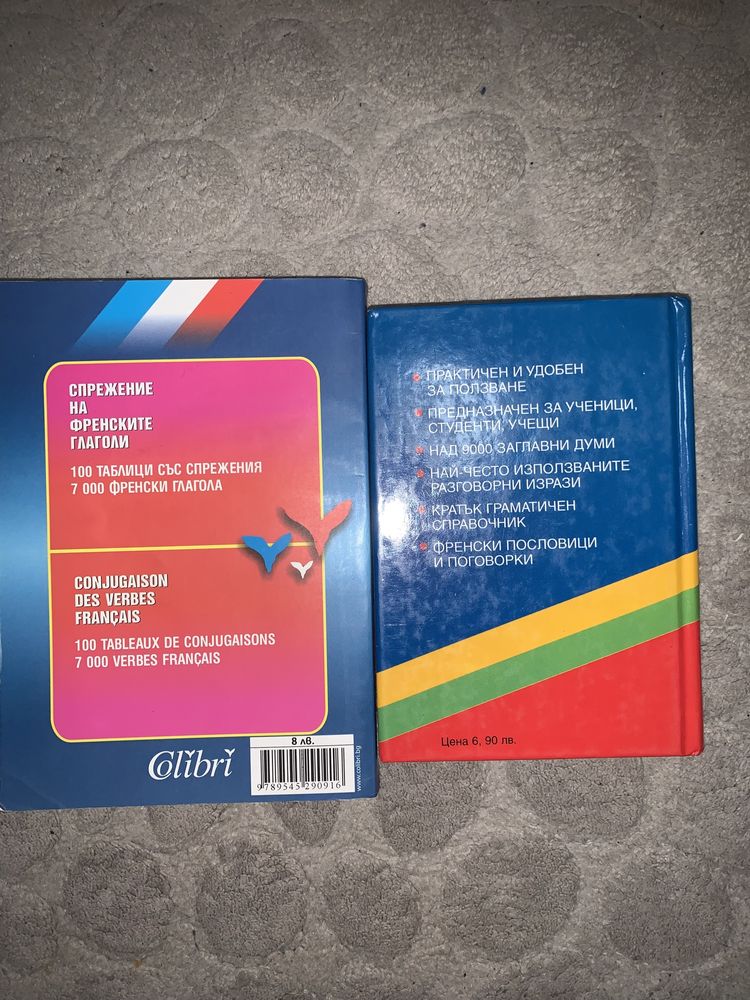 СПРЕЖЕНИЕ
НА
ФРЕНСКИТЕ
ГЛАГОЛИ
100 ТАБЛИЦИ СЪС СПРЕЖЕНИЯ
7 000 ФРЕНСКИ ГЛАГОЛА
CONJUGAISON
DES VERBES
FRANÇAIS
100 TABLEAUX DE CONJUGAISONS
7 000 VERBES FRANÇAIS
Colibri
8 лв.
9789545290916
www.colibri.bg
ПРАКТИЧЕН И УДОБЕН
ЗА ПОЛЗВАНЕ
ПРЕДНАЗНАЧЕН ЗА УЧЕНИЦИ,
СТУДЕНТИ, УЧЕЩИ
НАД 9000 ЗАГЛАВНИ ДУМИ
НАЙ-ЧЕСТО ИЗПОЛЗВАНИТЕ
РАЗГОВОРНИ ИЗРАЗИ
КРАТЪК ГРАМАТИЧЕН
СПРАВОЧНИК
ФРЕНСКИ ПОСЛОВИЦИ
И ПОГОВОРКИ
Цена 6, 90 лв.